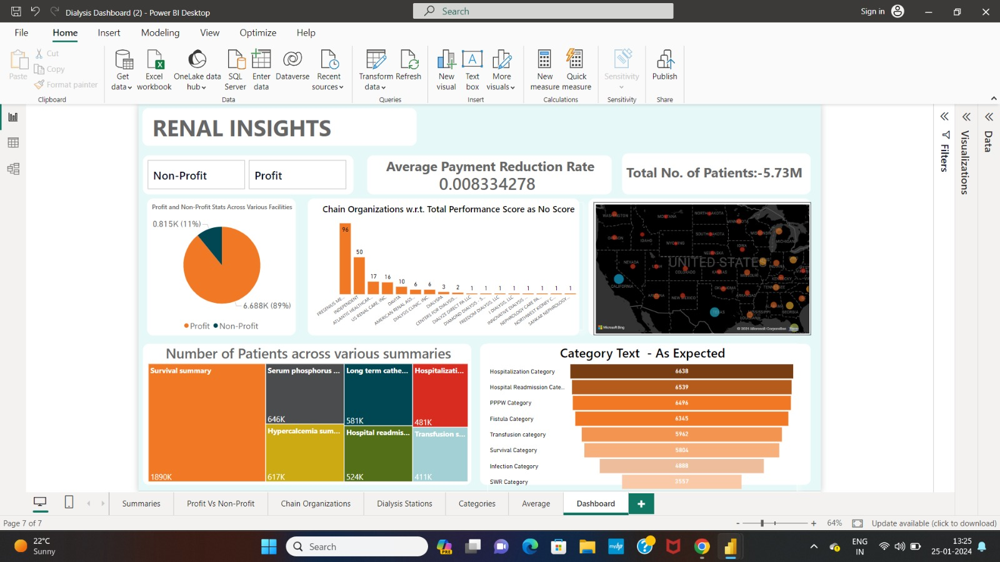 Dialysis Dashboard (2) - Power BI Desktop
Search
Sign in
File Home Insert Modeling View Optimize Help
Paste
Cut
Copy
Format painter
Clipboard
Get data
Excel workbook
OneLake data hub
SQL Server
Enter data
Dataverse
Recent sources
Data
Transform data
Refresh
Queries
New visual
Text box
More visuals
Insert
New measure
Quick measure
Calculations
Sensitivity
Sensitivity
Publish
Share
RENAL INSIGHTS
Non-Profit
Profit
Average Payment Reduction Rate
0.008334278
Total No. of Patients:-5.73M
Profit and Non-Profit Stats Across Various Facilities
0.815K (11%)
6.688K (89%)
Profit Non-Profit
Chain Organizations w.r.t. Total Performance Score as No Score
96 50 17 16 10 6 6 3 2 1 1 1 1 1 1 1 1
FRESENIUS ME...
INDEPENDENT
ATLANTIS HEALTHCAR...
US RENAL CARE, INC
DAVITA
AMERICAN RENAL ASS...
DIALYSIS CLINIC, INC
DIALYSPA
CENTERS FOR DIALYSIS...
DIALYZE DIRECT PA LLC
DIAMOND DIALYSIS - S...
FREEDOM DIALYSIS, LLC
I DIALYSIS, LLC
INNOVATIVE DIALYSIS ...
NEPHROLOGY CARE PA...
NORTHWEST KIDNEY C...
SANKAR NEPHROLOGY...
WASHINGTON
MONTANA
NORTH DAKOTA
MINNESOTA
OREGON
IDAHO
SOUTH DAKOTA
WISCONSIN
WYOMING
MICHIGAN
IOWA
NEBRASKA
NEVADA
UTAH
UNITED STATES
COLORADO
KANSAS
MISSOURI
INDIANA
CALIFORNIA
KENTUCKY
ARIZONA
NEW MEXICO
OKLAHOMA
ARKANSAS
TENNESSEE
TEXAS
MISSISSIPPI
ALABAMA
GEORGIA
LOUISIANA
Microsoft Bing
© 2024 Microsoft Corporation Terms
Number of Patients across various summaries
Survival summary
1890K
Serum phosphorus ...
646K
Hypercalcemia sum...
617K
Long term cathe...
581K
Hospital readmis...
524K
Hospitalizati...
481K
Transfusion s...
411K
Category Text - As Expected
Hospitalization Category 6638
Hospital Readmission Cate... 6539
PPPW Category 6496
Fistula Category 6345
Transfusion category 5962
Survival Category 5804
Infection Category 4888
SWR Category 3557
Filters
Visualizations
Data
Summaries
Profit Vs Non-Profit
Chain Organizations
Dialysis Stations
Categories
Average
Dashboard
+
Page 7 of 7
- + 64%
Update available (click to download)
22°C
Sunny
Search
PRE
myhp
ENG
IN
13:25
25-01-2024